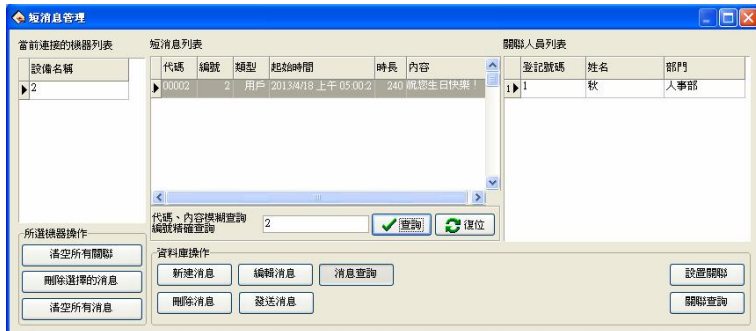 短消息管理
當前連接的機器列表
設備名稱
2
短消息列表
代碼 編號 類型 起始時間 時長 內容
00002 2 用戶 2013/4/18 上午 05:00:2 240 祝您生日快樂!
關聯人員列表
登記號碼 姓名 部門
1 1 秋 人事部
代碼、內容模糊查詢
編號精確查詢
2
查詢
復位
所選機器操作
清空所有關聯
刪除選擇的消息
清空所有消息
資料庫操作
新建消息 編輯消息 消息查詢 設置關聯
刪除消息 發送消息 關聯查詢